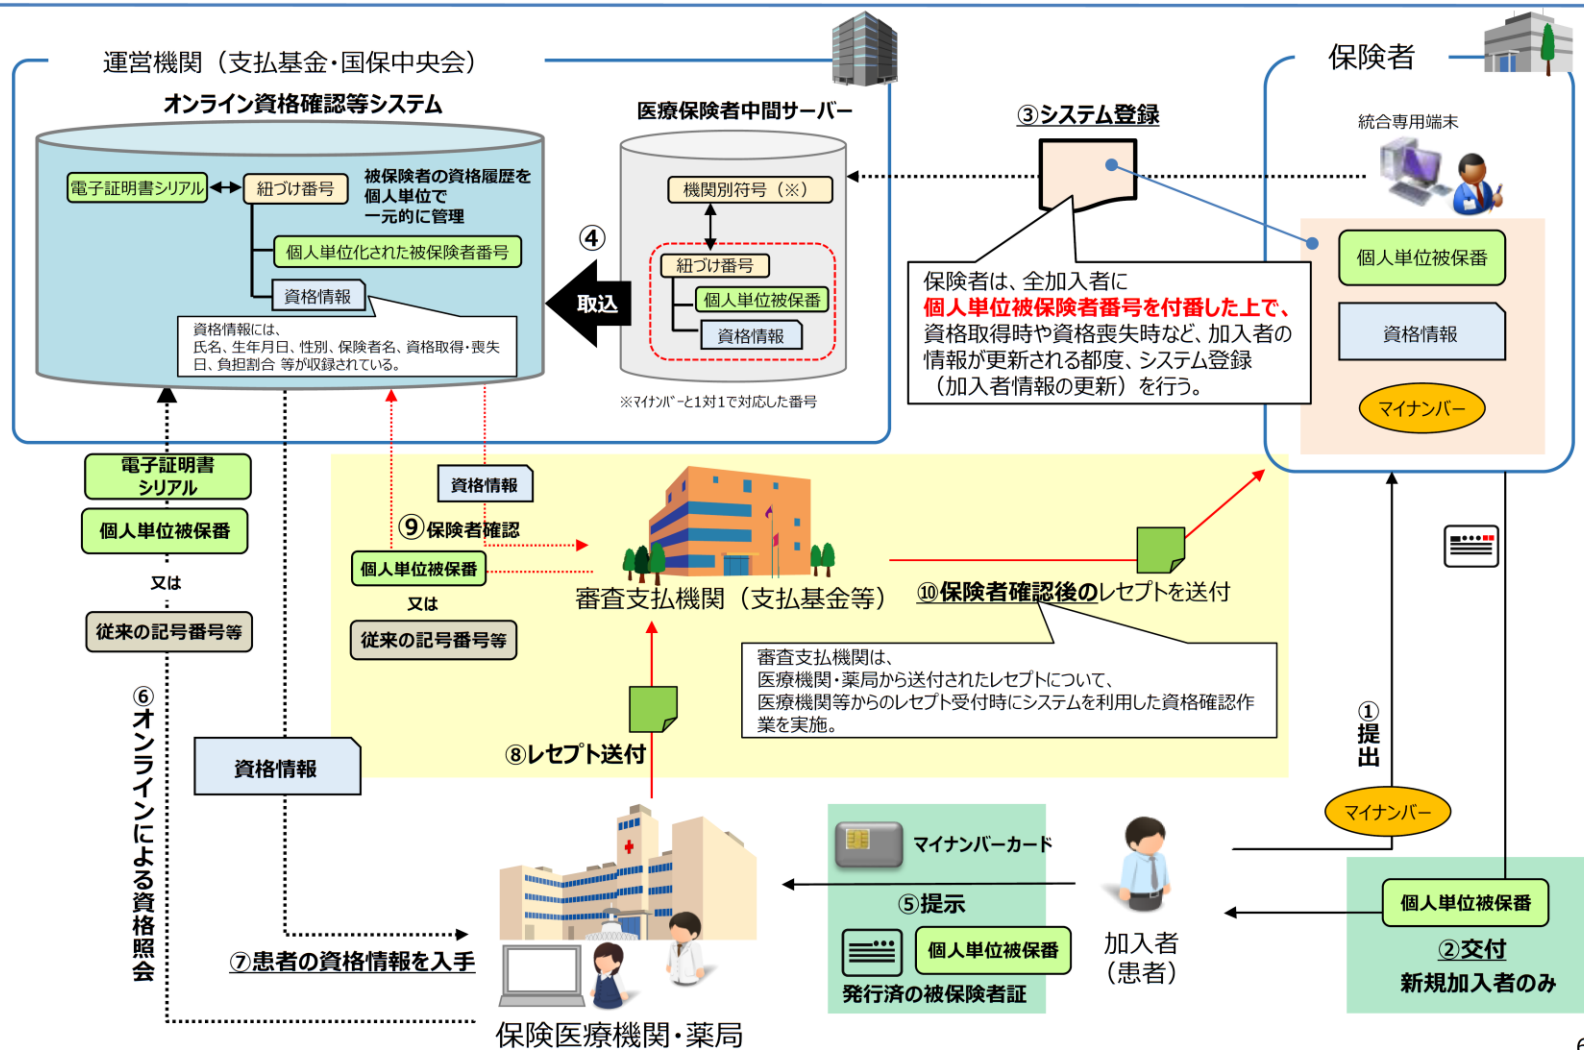 運営機関（支払基金・国保中央会）
オンライン資格確認等システム
電子証明書シリアル
紐づけ番号
被保険者の資格履歴を
個人単位で
一元的に管理
個人単位化された被保険者番号
資格情報
資格情報には、
氏名、生年月日、性別、保険者名、資格取得・喪失
日、負担割合 等が収録されている。
④
取込
医療保険者中間サーバー
機関別符号（※）
紐づけ番号
個人単位被保番
資格情報
※マイナンバーと1対1で対応した番号
③システム登録
保険者
統合専用端末
個人単位被保番
資格情報
マイナンバー
保険者は、全加入者に
個人単位被保険者番号を付番した上で、
資格取得時や資格喪失時など、加入者の
情報が更新される都度、システム登録
（加入者情報の更新）を行う。
電子証明書
シリアル
個人単位被保番
又は
従来の記号番号等
⑥オンラインによる資格照会
資格情報
⑦患者の資格情報を入手
資格情報
⑨保険者確認
個人単位被保番
又は
従来の記号番号等
審査支払機関（支払基金等）
⑩保険者確認後のレセプトを送付
審査支払機関は、
医療機関・薬局から送付されたレセプトについて、
医療機関等からのレセプト受付時にシステムを利用した資格確認作
業を実施。
⑧レセプト送付
①提出
マイナンバー
マイナンバーカード
⑤提示
個人単位被保番
発行済の被保険者証
加入者
（患者）
個人単位被保番
②交付
新規加入者のみ
保険医療機関・薬局
6